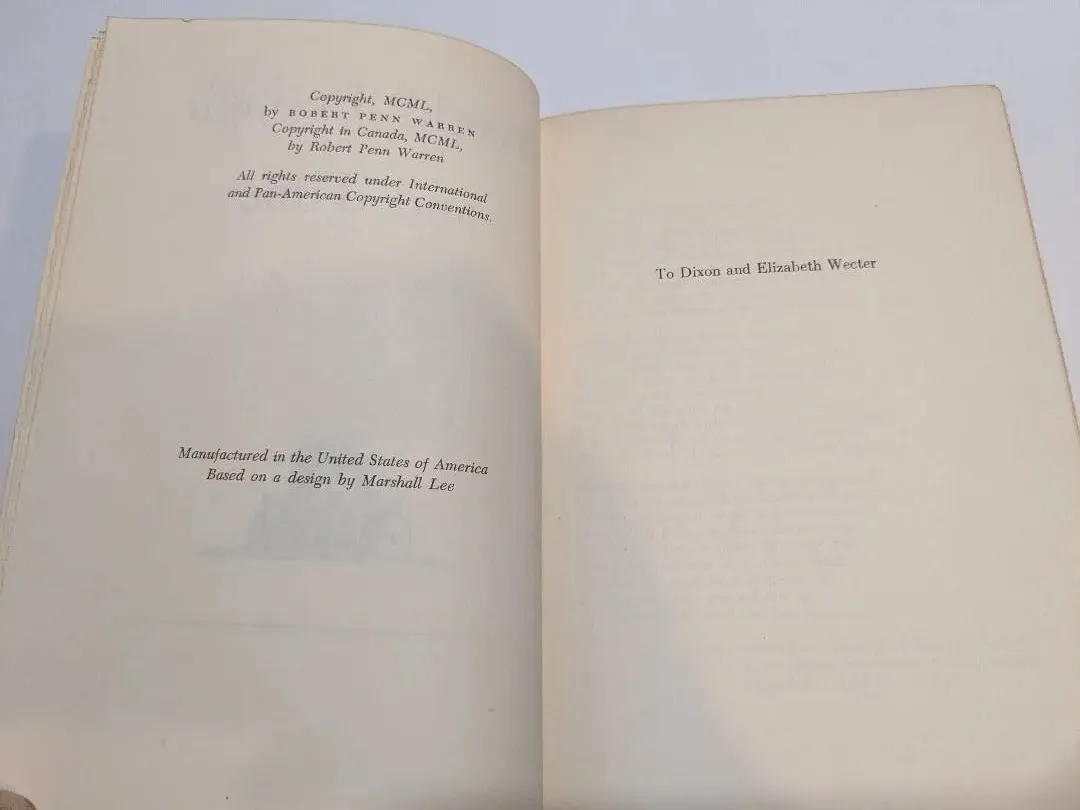 Copyright, MCML,
by ROBERT PENN WARREN
Copyright in Canada, MCML,
by Robert Penn Warren
All rights reserved under International
and Pan-American Copyright Conventions.
Manufactured in the United States of America
Based on a design by Marshall Lee
To Dixon and Elizabeth Wecter